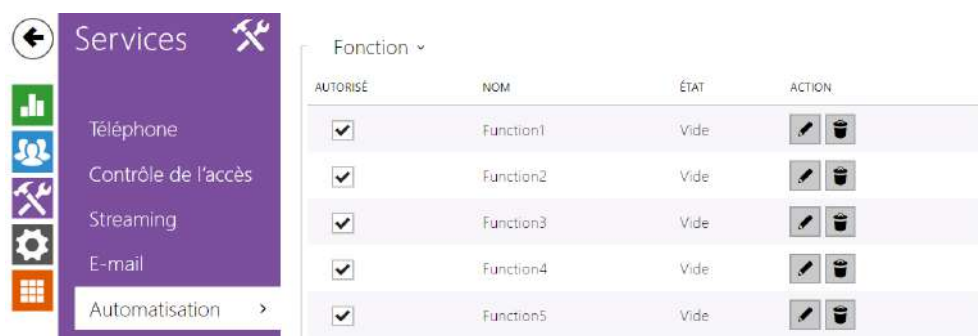 Services
Téléphone
Contrôle de l'accès
Streaming
E-mail
Automatisation
Fonction
AUTORISÉ NOM ÉTAT ACTION
Function1 Vide
Function2 Vide
Function3 Vide
Function4 Vide
Function5 Vide